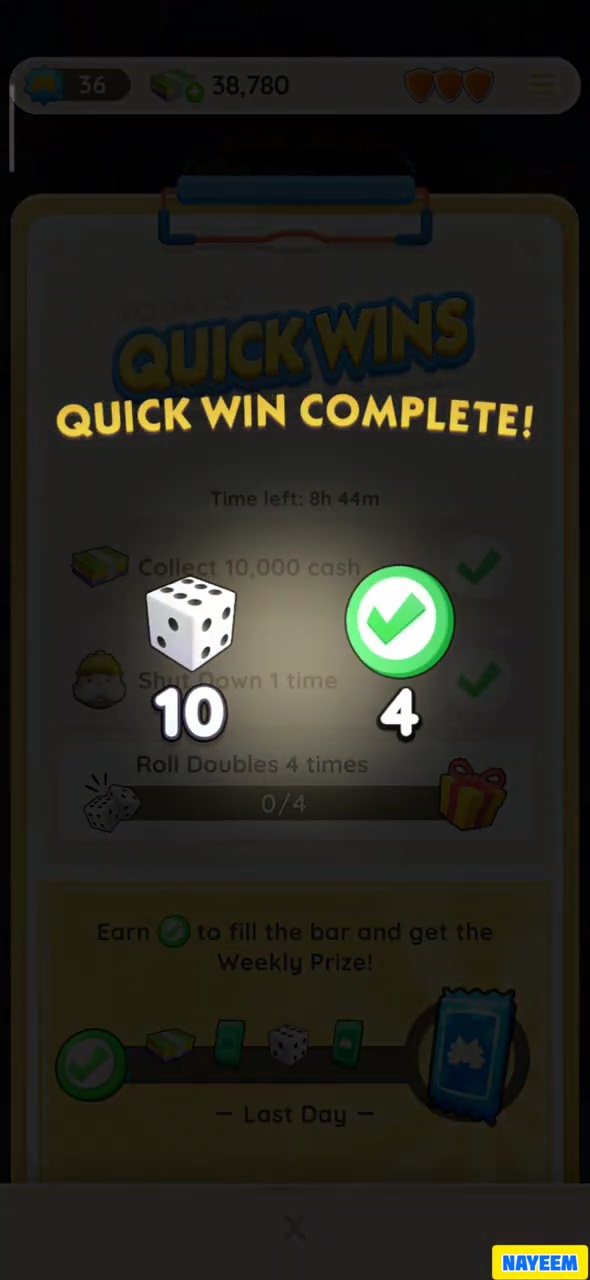 36
38,780
TODAY'S
QUICK WINS
QUICK WIN COMPLETE!
Time left: 8h 44m
Collect 10,000 cash
Shut Down 1 time
10
4
Roll Doubles 4 times
0/4
Earn to fill the bar and get the
Weekly Prize!
— Last Day —
X
NAYEEM